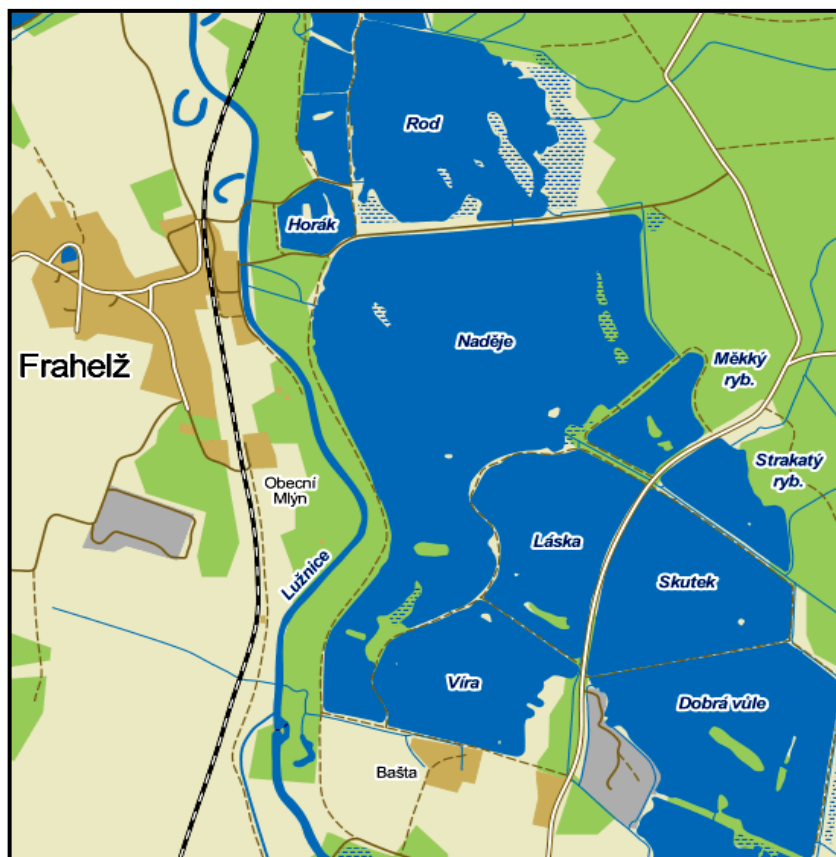 Rod
Horák
Naděje
Frahelž
Měkký
ryb.
Strakatý
ryb.
Obecní
Mlýn
Lužnice
Láska
Skutek
Víra
Dobrá vůle
Bašta